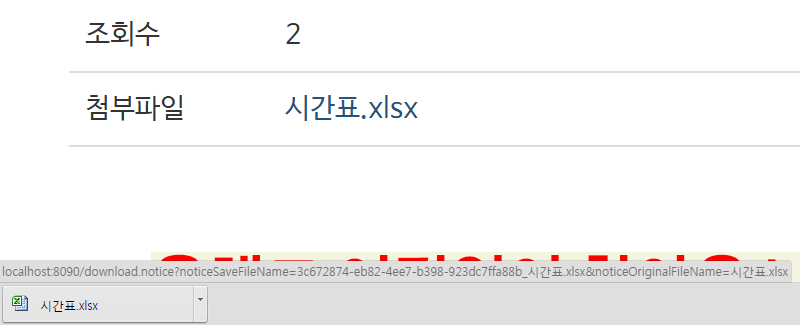 조회수 2
첨부파일 시간표.xlsx
localhost:8090/download.notice?noticeSaveFileName=3c672874-eb82-4ee7-b398-923dc7ffa88b_시간표.xlsx&noticeOriginalFileName=시간표.xlsx
시간표.xlsx